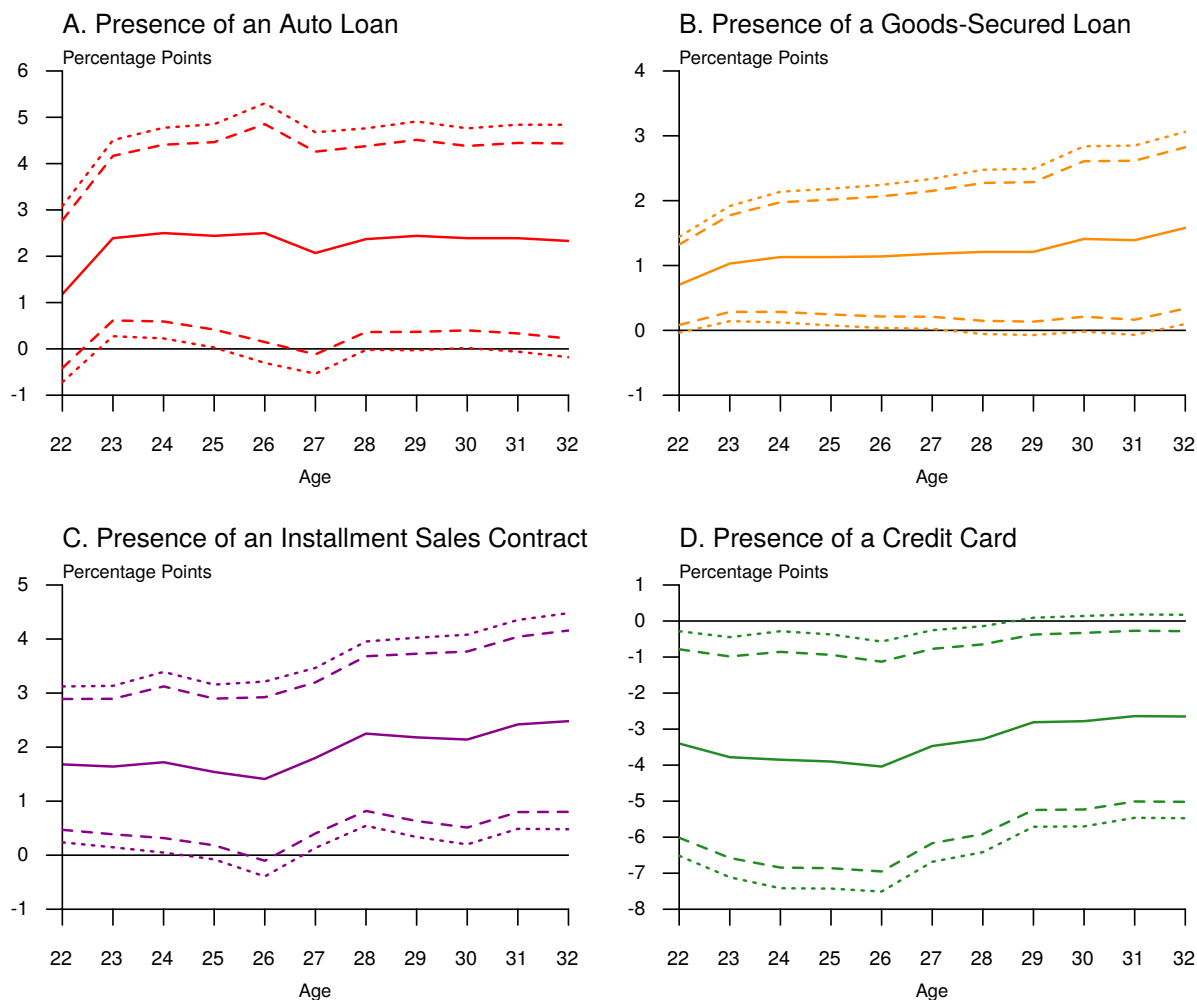 A. Presence of an Auto Loan
Percentage Points
6
5
4
3
2
1
0
-1
22 23 24 25 26 27 28 29 30 31 32
Age
B. Presence of a Goods-Secured Loan
Percentage Points
4
3
2
1
0
-1
22 23 24 25 26 27 28 29 30 31 32
Age
C. Presence of an Installment Sales Contract
Percentage Points
5
4
3
2
1
0
-1
22 23 24 25 26 27 28 29 30 31 32
Age
D. Presence of a Credit Card
Percentage Points
1
0
-1
-2
-3
-4
-5
-6
-7
-8
22 23 24 25 26 27 28 29 30 31 32
Age